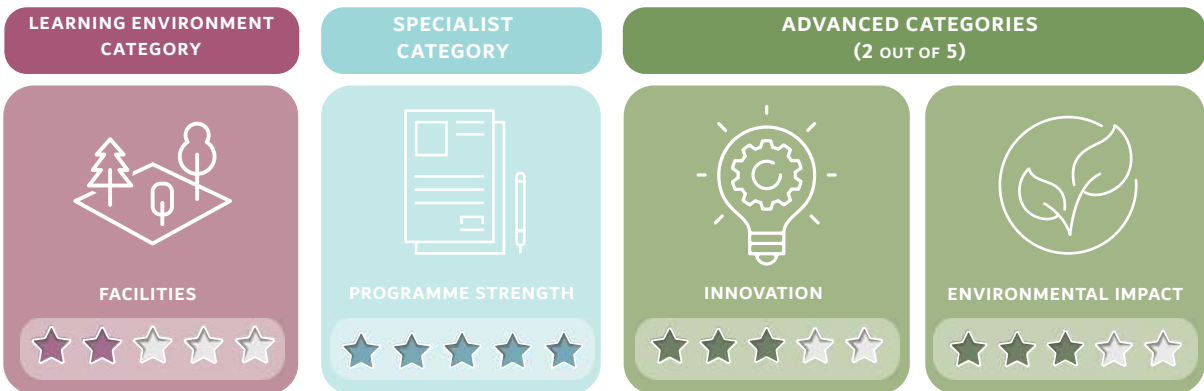 LEARNING ENVIRONMENT
CATEGORY
SPECIALIST
CATEGORY
ADVANCED CATEGORIES
(2 OUT OF 5)
FACILITIES
PROGRAMME STRENGTH
INNOVATION
ENVIRONMENTAL IMPACT